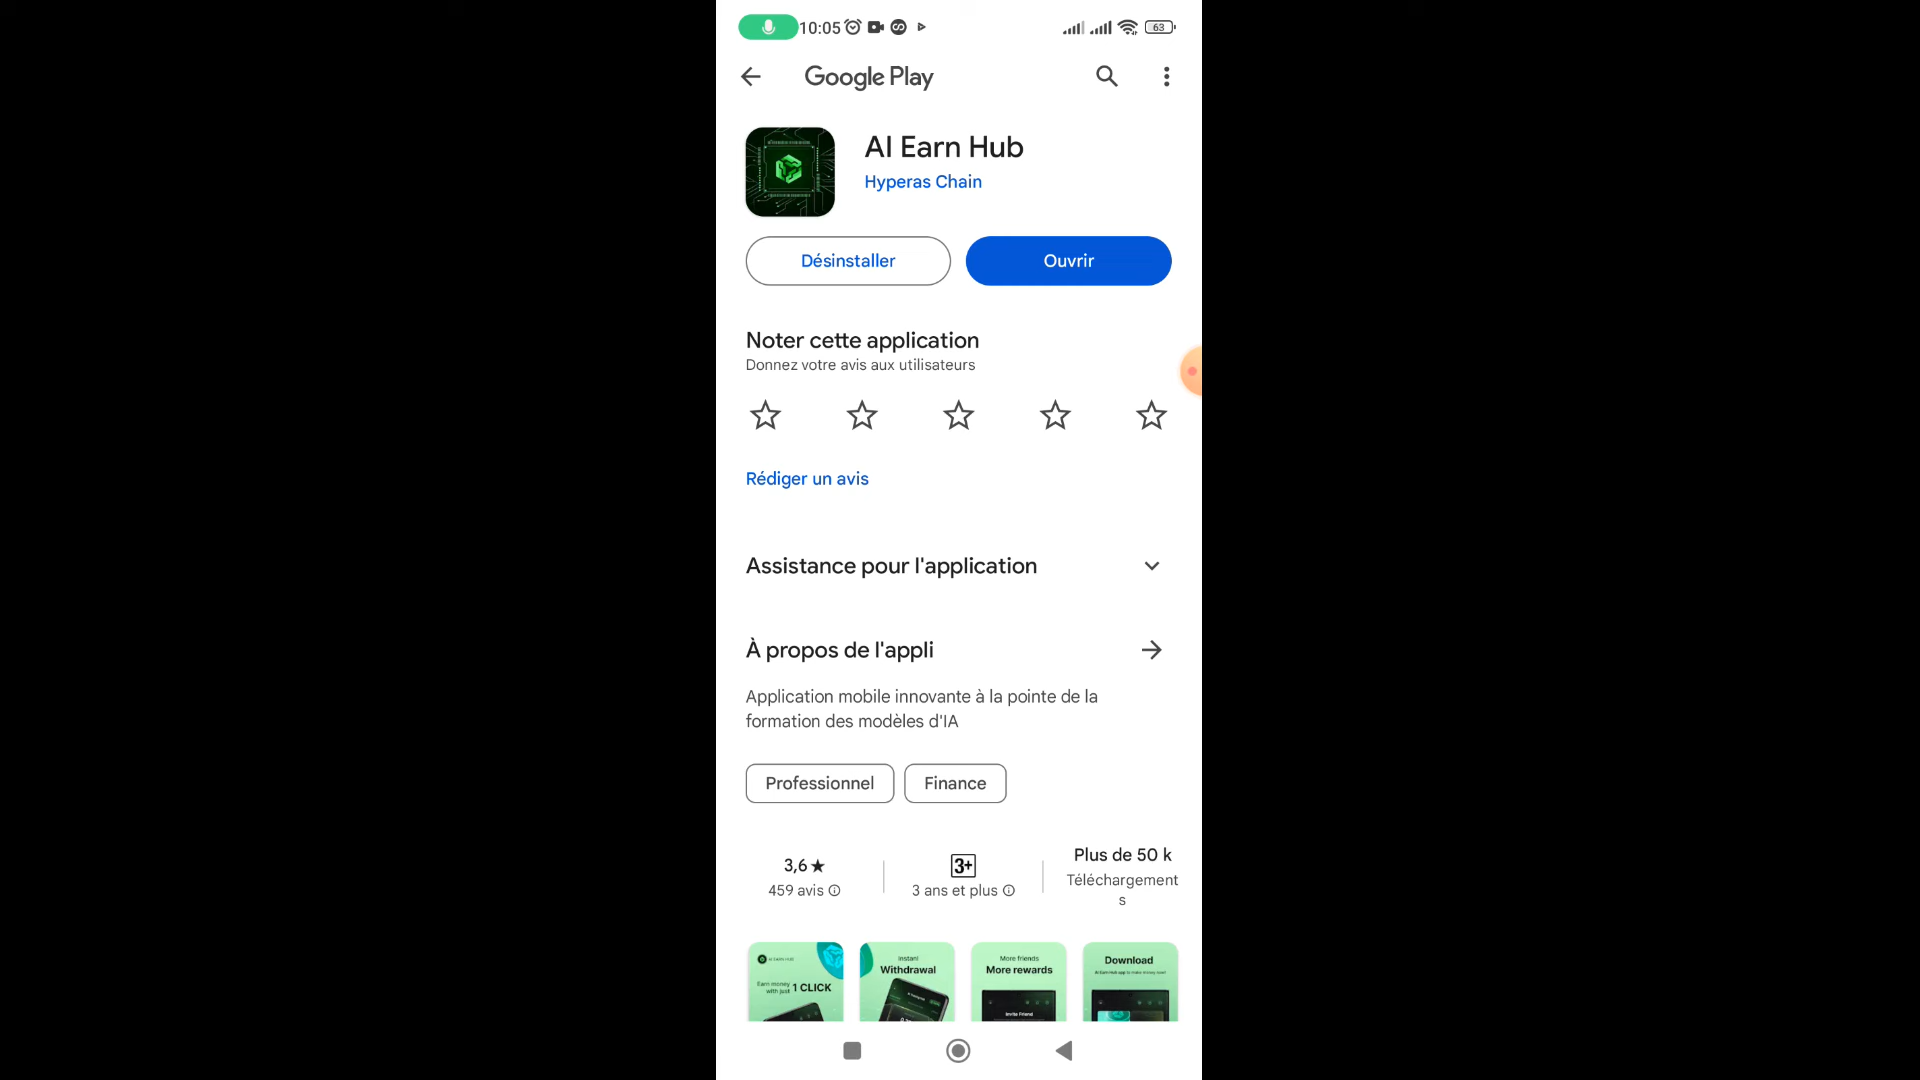 10:05
63
Google Play
AI Earn Hub
Hyperas Chain
Désinstaller
Ouvrir
Noter cette application
Donnez votre avis aux utilisateurs
Rédiger un avis
Assistance pour l'application
À propos de l'appli
Application mobile innovante à la pointe de la
formation des modèles d'IA
Professionnel
Finance
3,6★
459 avis
3+
3 ans et plus
Plus de 50 k
Téléchargement
s
AI EARN HUB
Earn money
with just 1 CLICK
Instant
Withdrawal
More friends
More rewards
Invite Friend
Download
AI Earn Hub app to make money now!